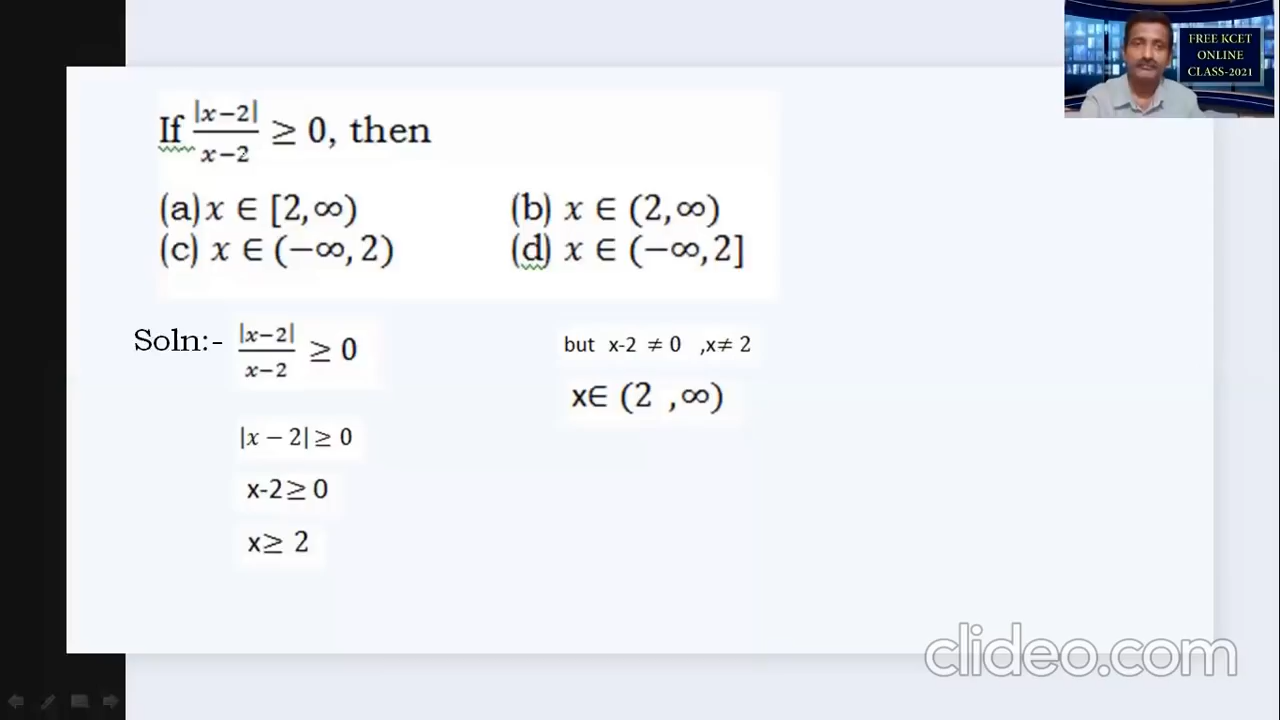 FREE KCET
ONLINE
CLASS-2021
If |x−2|/x−2 ≥ 0, then
(a) x ∈ [2, ∞) (b) x ∈ (2, ∞)
(c) x ∈ (−∞, 2) (d) x ∈ (−∞, 2]
Soln:- |x−2|/x−2 ≥ 0
|x − 2| ≥ 0
x-2≥ 0
x≥ 2
but x-2 ≠ 0 ,x≠ 2
x∈ (2 ,∞)
clideo.com